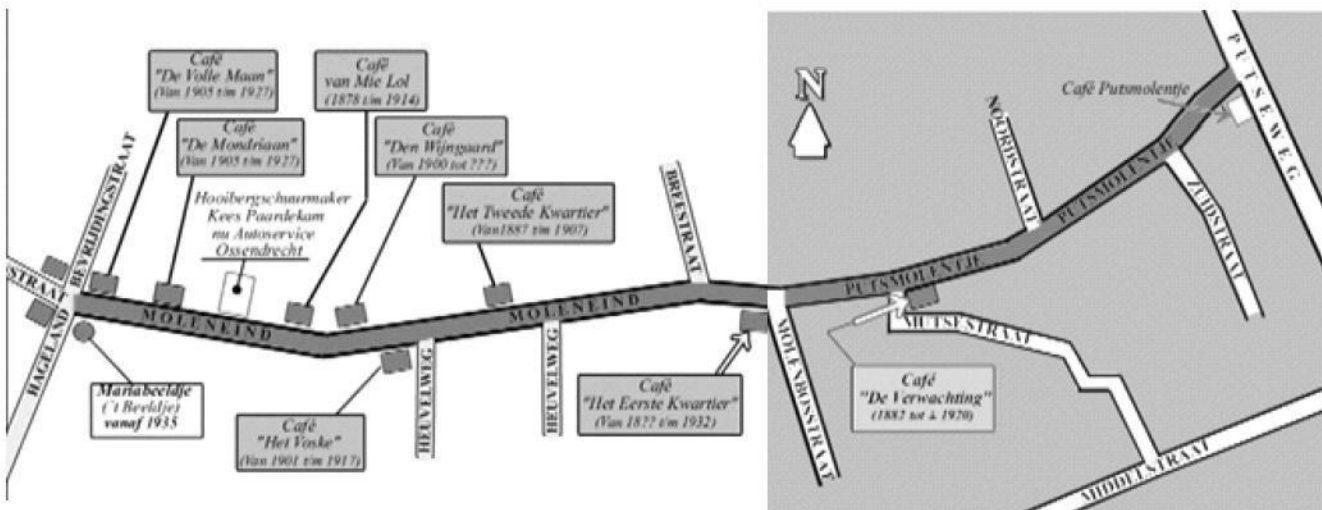 Café
"De Volle Maan"
(Van 1905 t/m 1927)
Café
van Mie Lol
(1878 t/m 1914)
Café
"De Mondriaan"
(Van 1905 t/m 1927)
Café
"Den Wijngaard"
(Van 1900 tot ???)
Hooibergschuurmaker
Kees Paardekam
nu Autoservice
Ossendrecht
Café
"Het Tweede Kwartier"
(Van1887 t/m 1907)
BREESTRAAT
BEVRIJDINGSTRAAT
STRAAT
HAGELAND
MOLENEIND
MOLENEIND
Mariabeeldje
('t Beeldje)
vanaf 1935
Café
"Het Voske"
(Van 1901 t/m 1917)
HEUVELWEG
HEUVELWEG
Café
"Het Eerste Kwartier"
(Van 18?? t/m 1932)
MOLENBOSSTRAAT
N
NOORDSTRAAT
Café Putsmolentje
PUTSEWEG
PUTSMOLENTJE
PUTSMOLENTJE
ZUIDSTRAAT
MUTSESTRAAT
Café
"De Verwachting"
(1882 tot ± 1920)
MIDDELSTRAAT